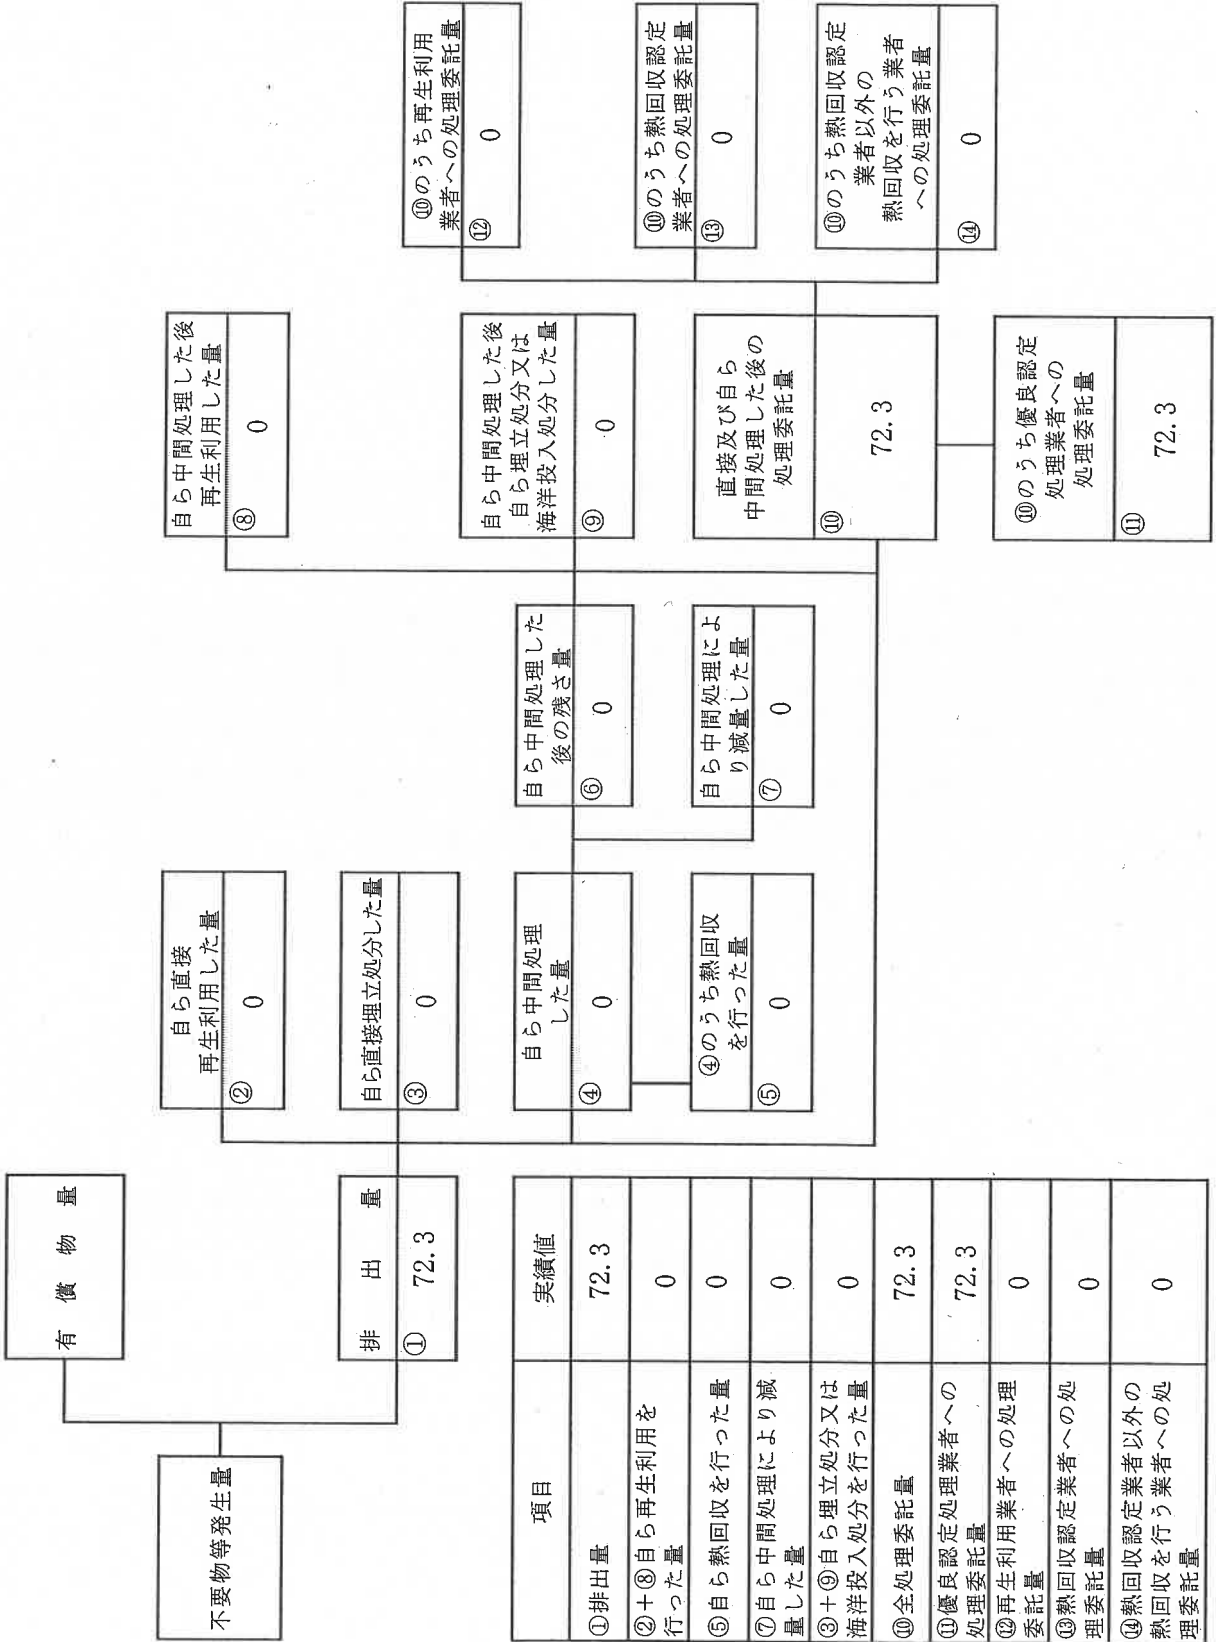 不要物等発生量
有償物量
排出量
① 72.3
自ら直接
再生利用した量
② 0
自ら直接埋立処分した量
③ 0
自ら中間処理
した量
④ 0
④のうち熱回収
を行った量
⑤ 0
自ら中間処理した
後の残さ量
⑥ 0
自ら中間処理によ
り減量した量
⑦ 0
自ら中間処理した後
再生利用した量
⑧ 0
自ら中間処理した後
自ら埋立処分又は
海洋投入処分した量
⑨ 0
直接及び自ら
中間処理した後の
処理委託量
⑩ 72.3
⑩のうち優良認定
処理業者への
処理委託量
⑪ 72.3
⑩のうち再生利用
業者への処理委託量
⑫ 0
⑩のうち熱回収認定
業者への処理委託量
⑬ 0
⑩のうち熱回収認定
業者以外の
熱回収を行う業者
への処理委託量
⑭ 0
項目 実績値
①排出量 72.3
②+⑧自ら再生利用を
行った量 0
⑤自ら熱回収を行った量 0
⑦自ら中間処理により減
量した量 0
③+⑨自ら埋立処分又は
海洋投入処分を行った量 0
⑩全処理委託量 72.3
⑪優良認定処理業者への
処理委託量 72.3
⑫再生利用業者への処理
委託量 0
⑬熱回収認定業者への処
理委託量 0
⑭熱回収認定業者以外の
熱回収を行う業者への処
理委託量 0